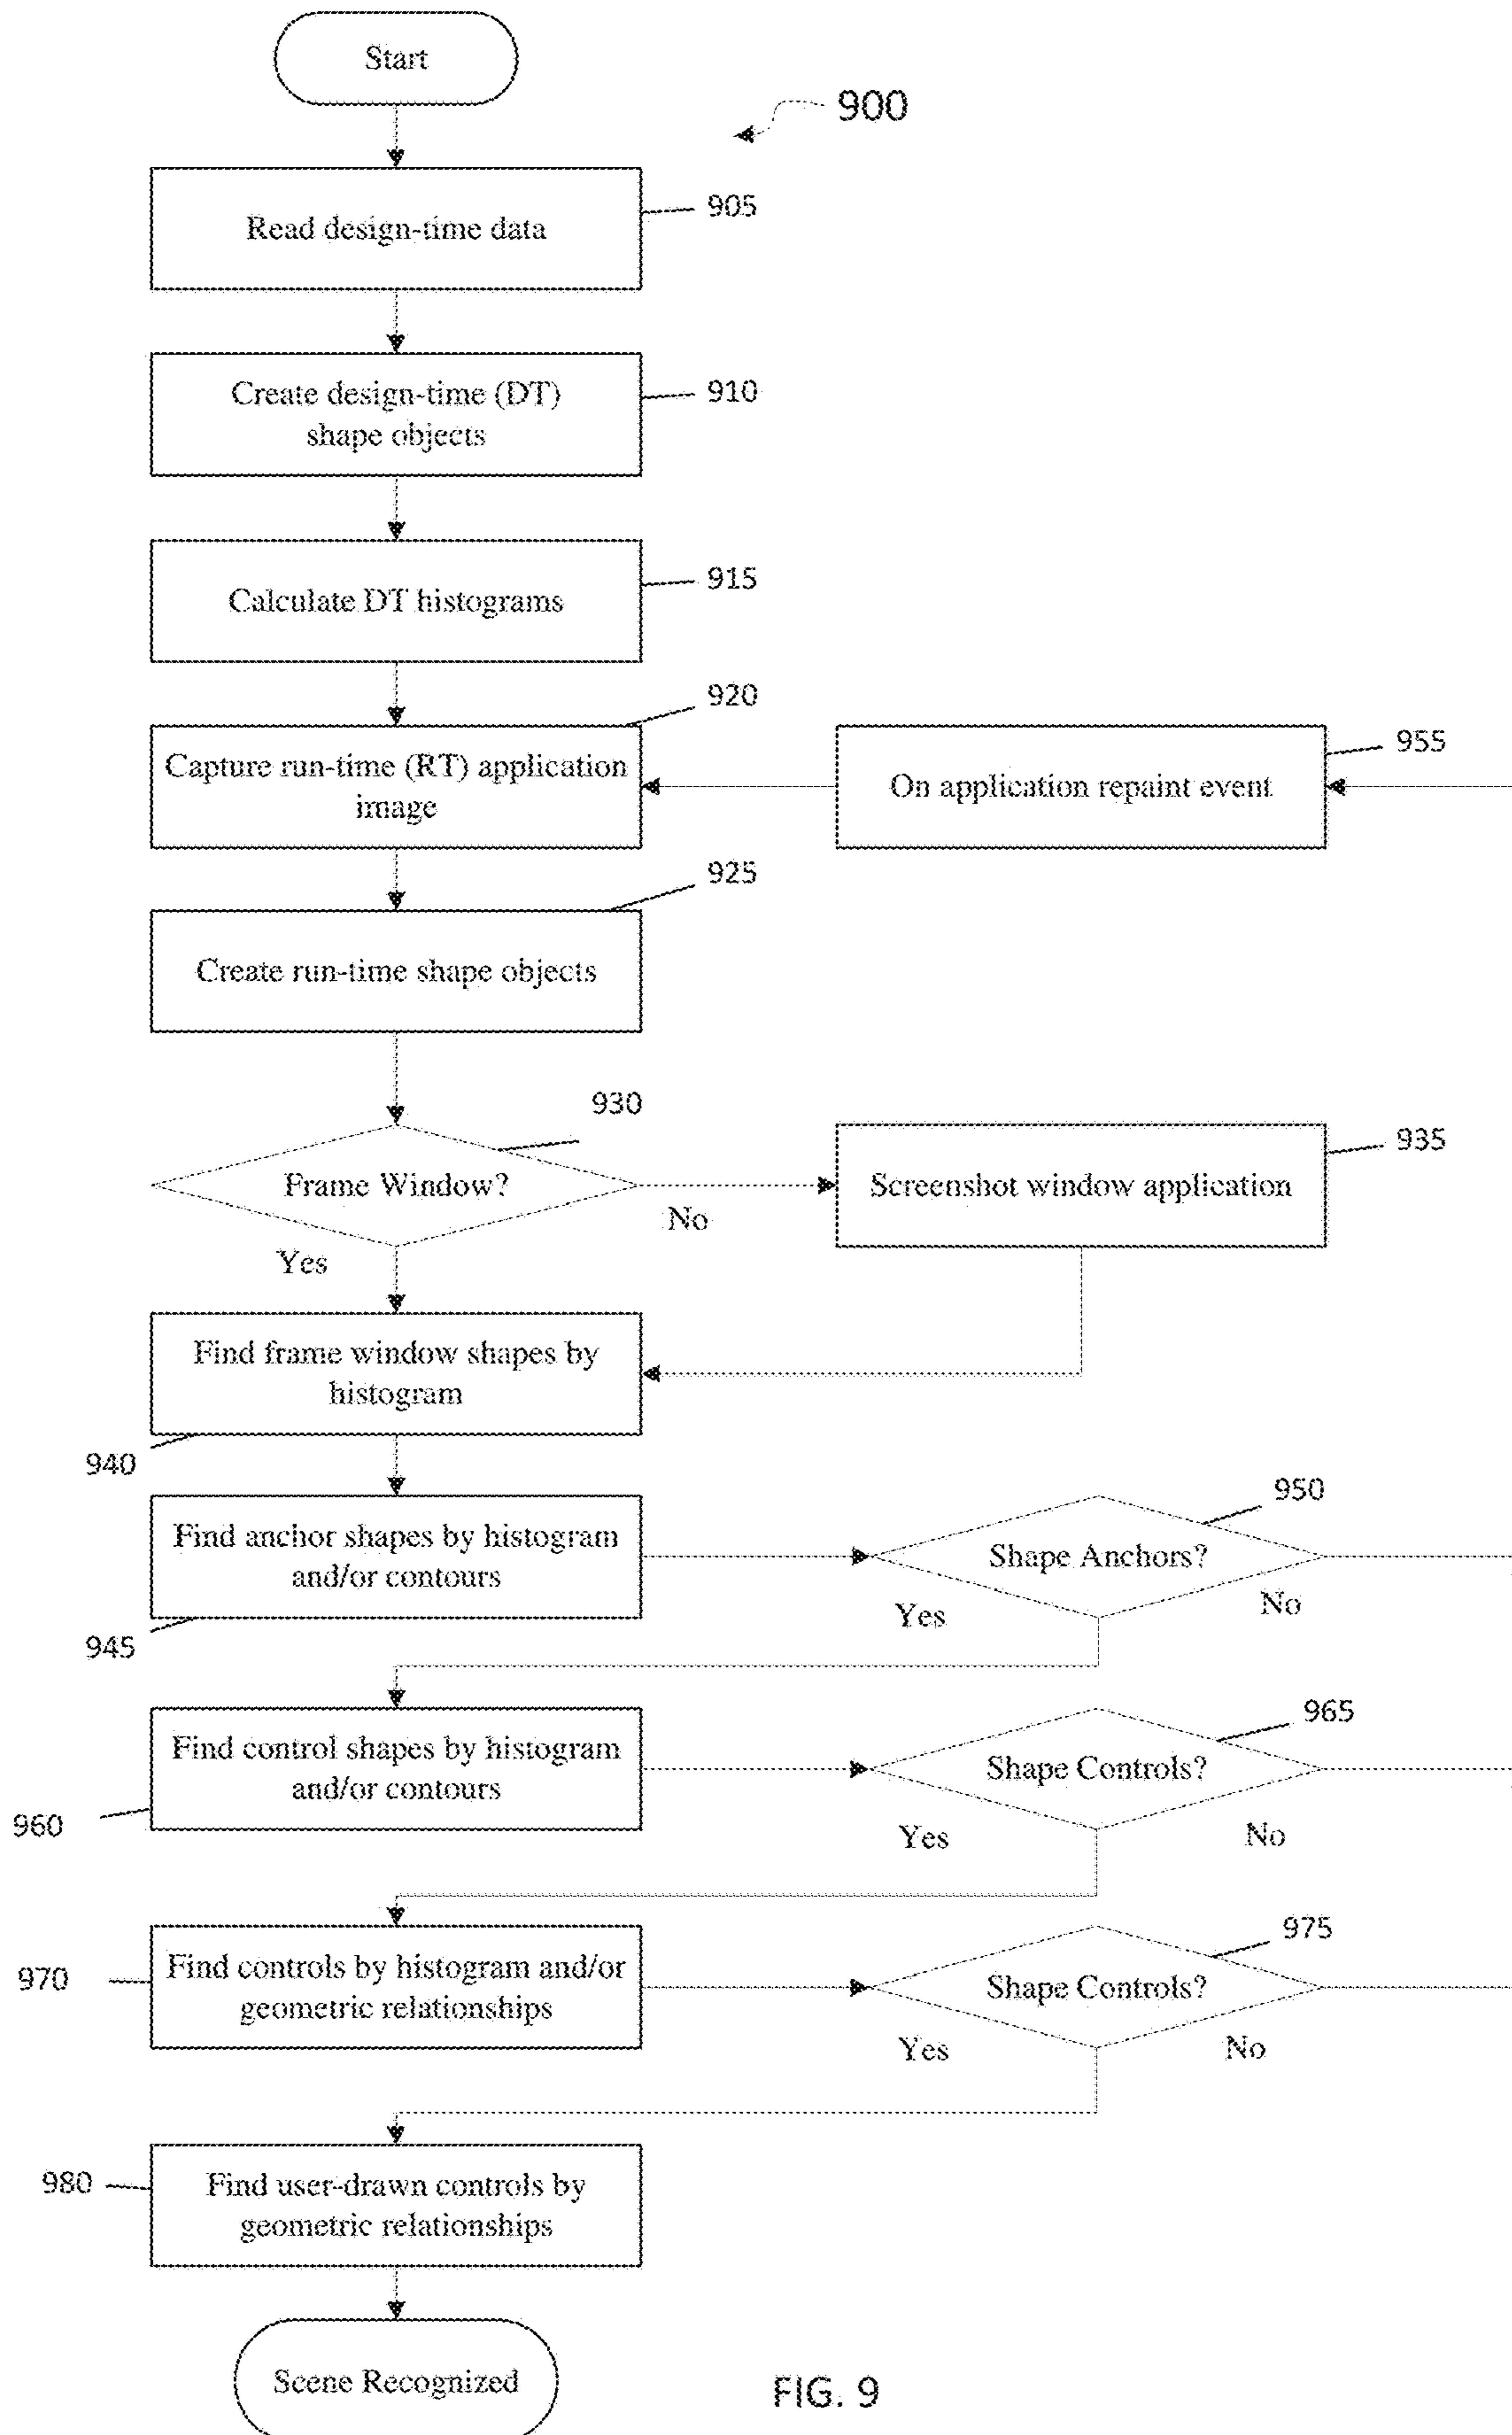 Start
900
Read design-time data
905
Create design-time (DT)
shape objects
910
Calculate DT histograms
915
920
Capture run-time (RT) application
image
On application repaint event
955
925
Create run-time shape objects
930
Frame Window?
No
Yes
Screenshot window application
935
Find frame window shapes by
histogram
940
Find anchor shapes by histogram
and/or contours
945
950
Shape Anchors?
Yes
No
Find control shapes by histogram
and/or contours
960
965
Shape Controls?
Yes
No
970
Find controls by histogram and/or
geometric relationships
975
Shape Controls?
Yes
No
980
Find user-drawn controls by
geometric relationships
Scene Recognized
FIG. 9